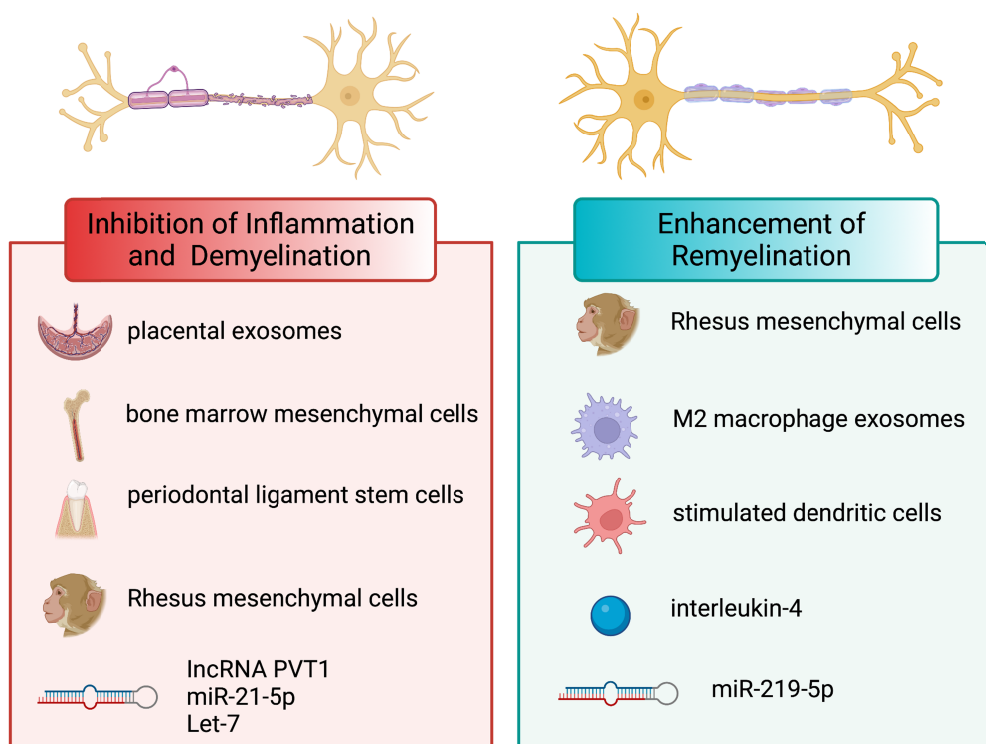 Inhibition of Inflammation
and Demyelination
placental exosomes
bone marrow mesenchymal cells
periodontal ligament stem cells
Rhesus mesenchymal cells
lncRNA PVT1
miR-21-5p
Let-7
Enhancement of
Remyelination
Rhesus mesenchymal cells
M2 macrophage exosomes
stimulated dendritic cells
interleukin-4
miR-219-5p